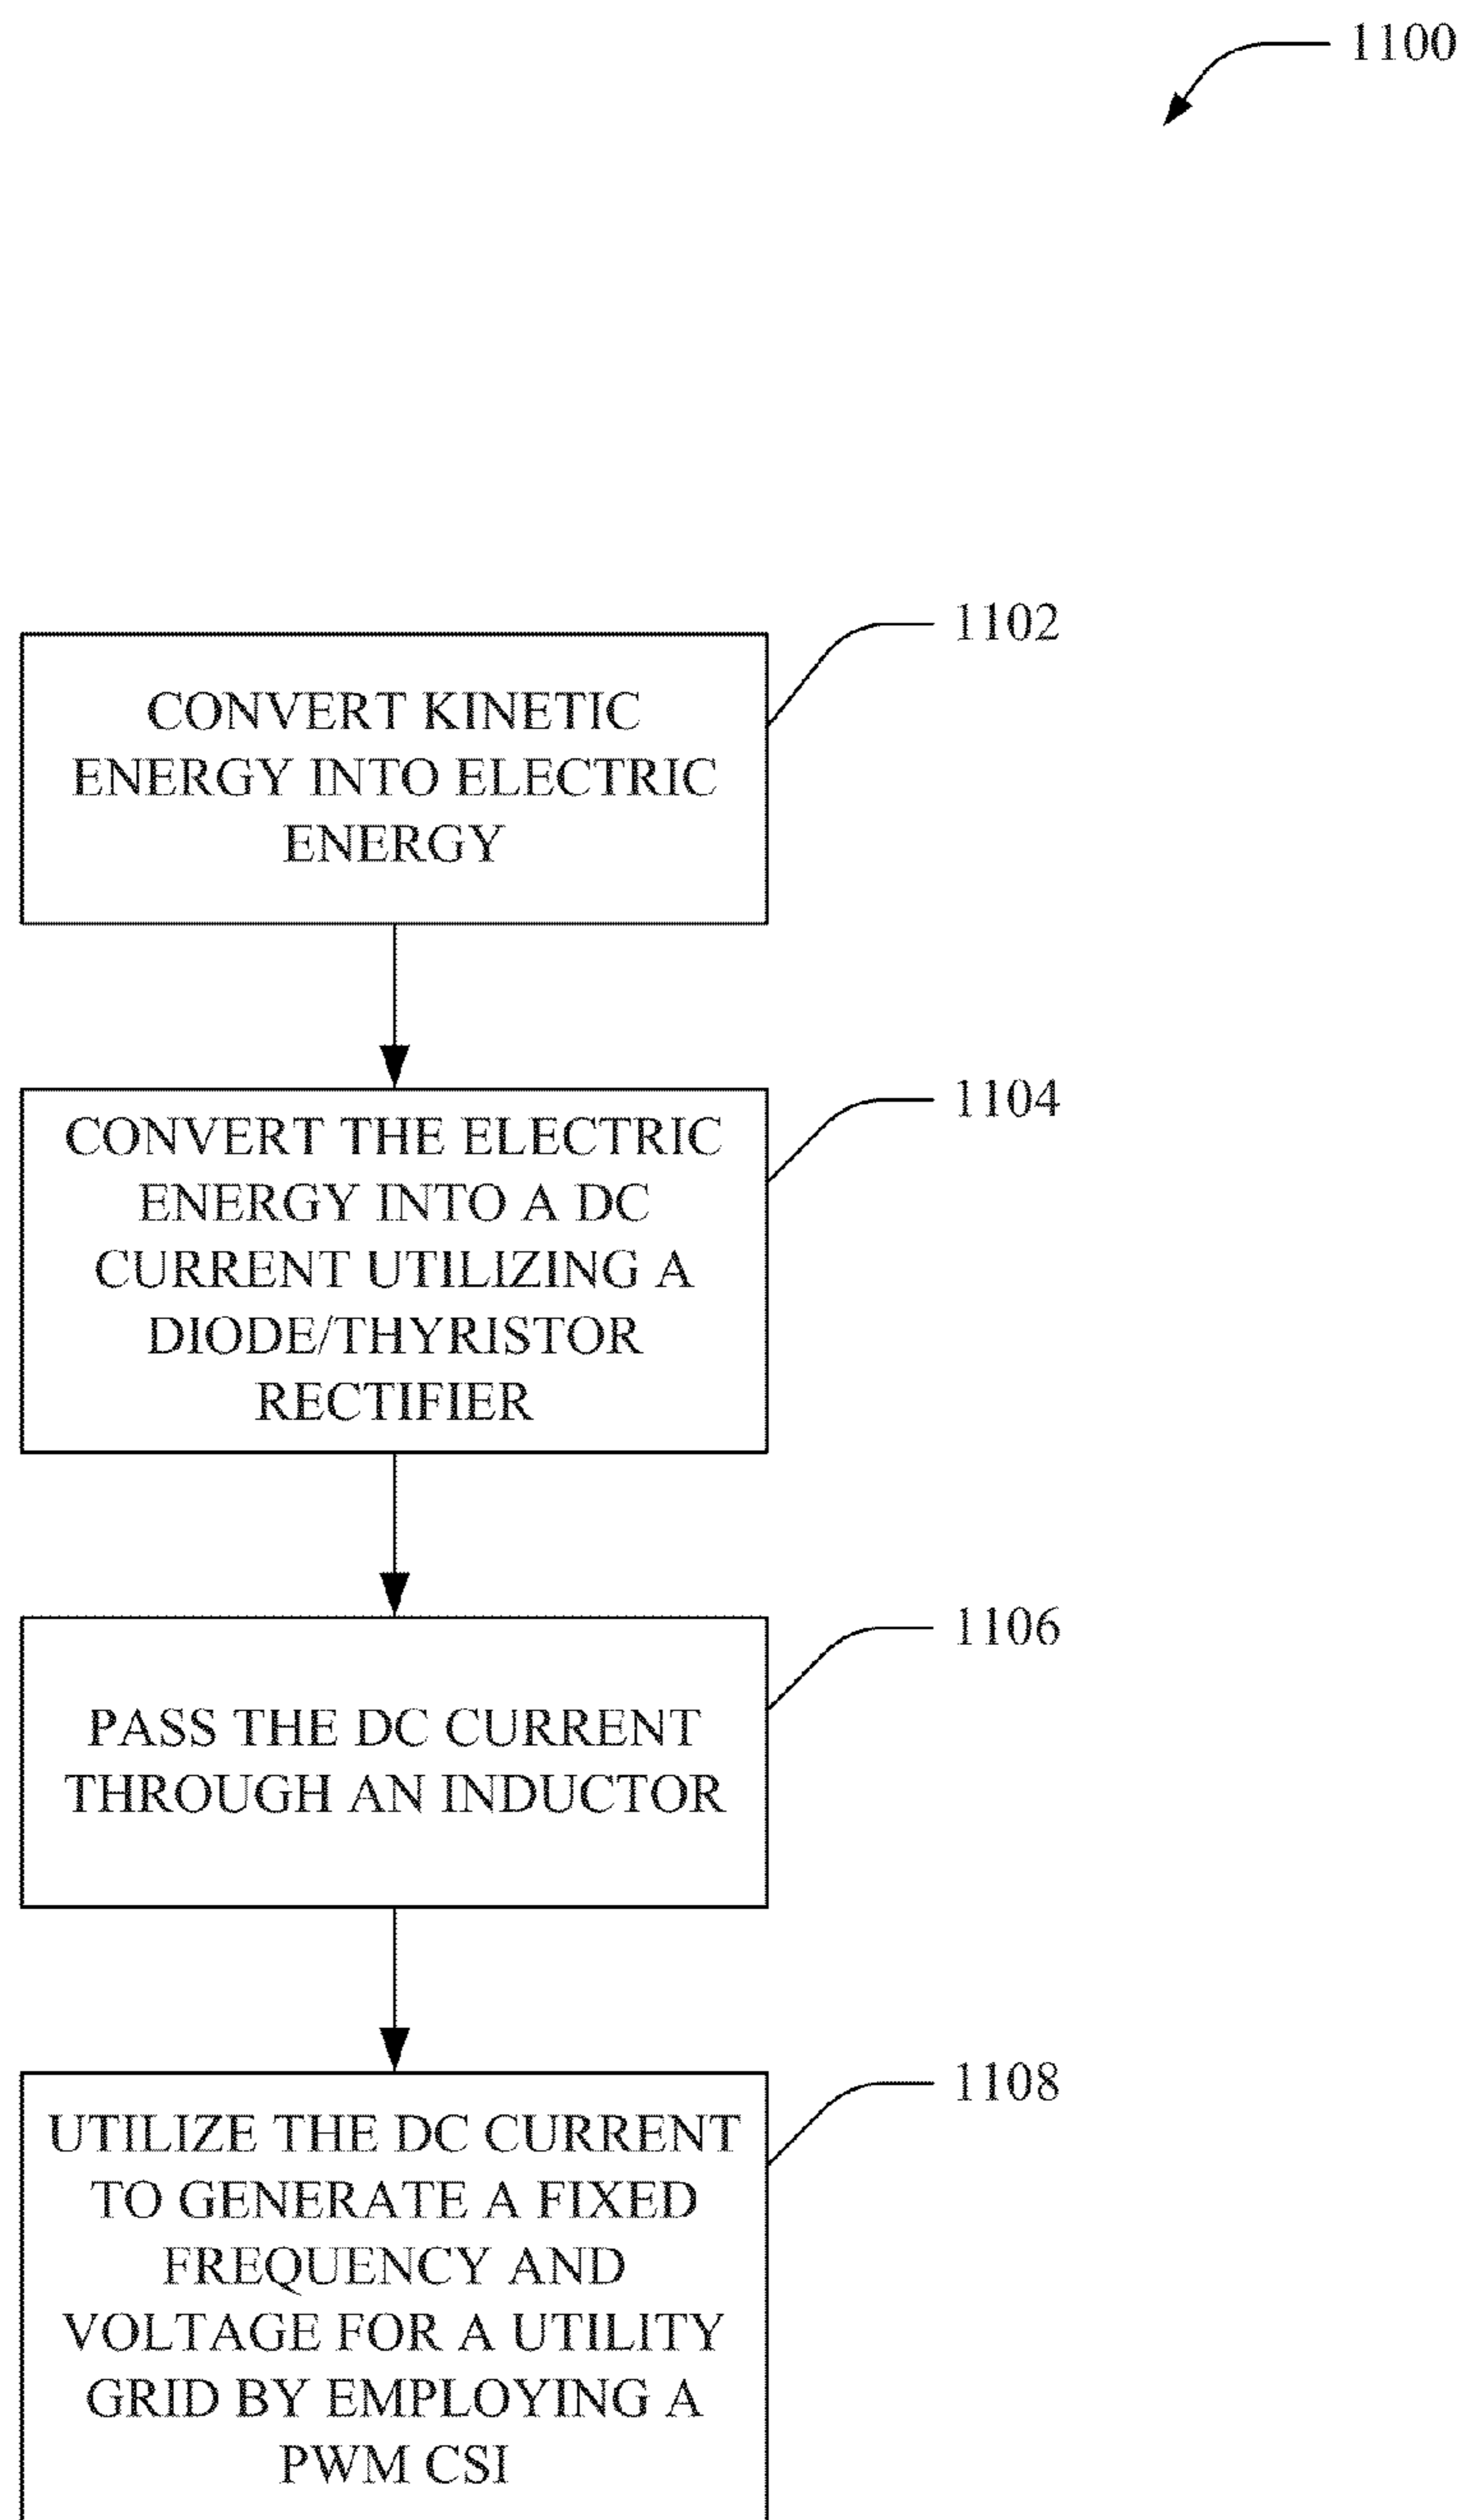 1100
1102
CONVERT KINETIC
ENERGY INTO ELECTRIC
ENERGY
1104
CONVERT THE ELECTRIC
ENERGY INTO A DC
CURRENT UTILIZING A
DIODE/THYRISTOR
RECTIFIER
1106
PASS THE DC CURRENT
THROUGH AN INDUCTOR
1108
UTILIZE THE DC CURRENT
TO GENERATE A FIXED
FREQUENCY AND
VOLTAGE FOR A UTILITY
GRID BY EMPLOYING A
PWM CSI